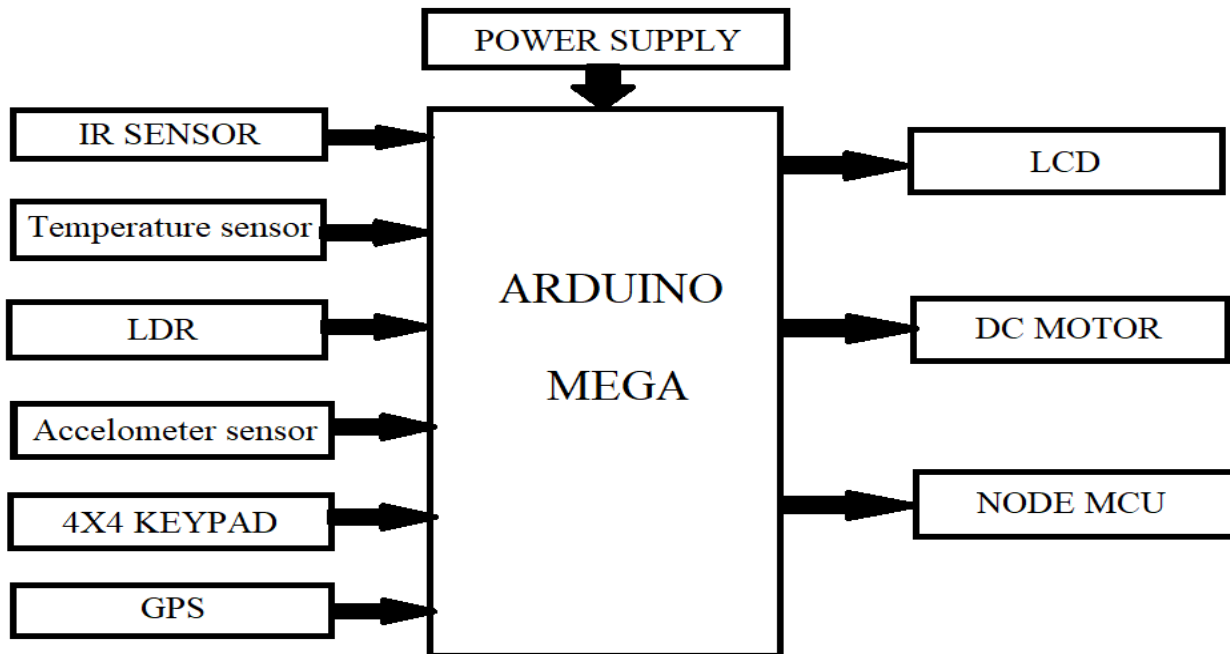 POWER SUPPLY
IR SENSOR
Temperature sensor
LDR
Accelometer sensor
4X4 KEYPAD
GPS
ARDUINO
MEGA
LCD
DC MOTOR
NODE MCU